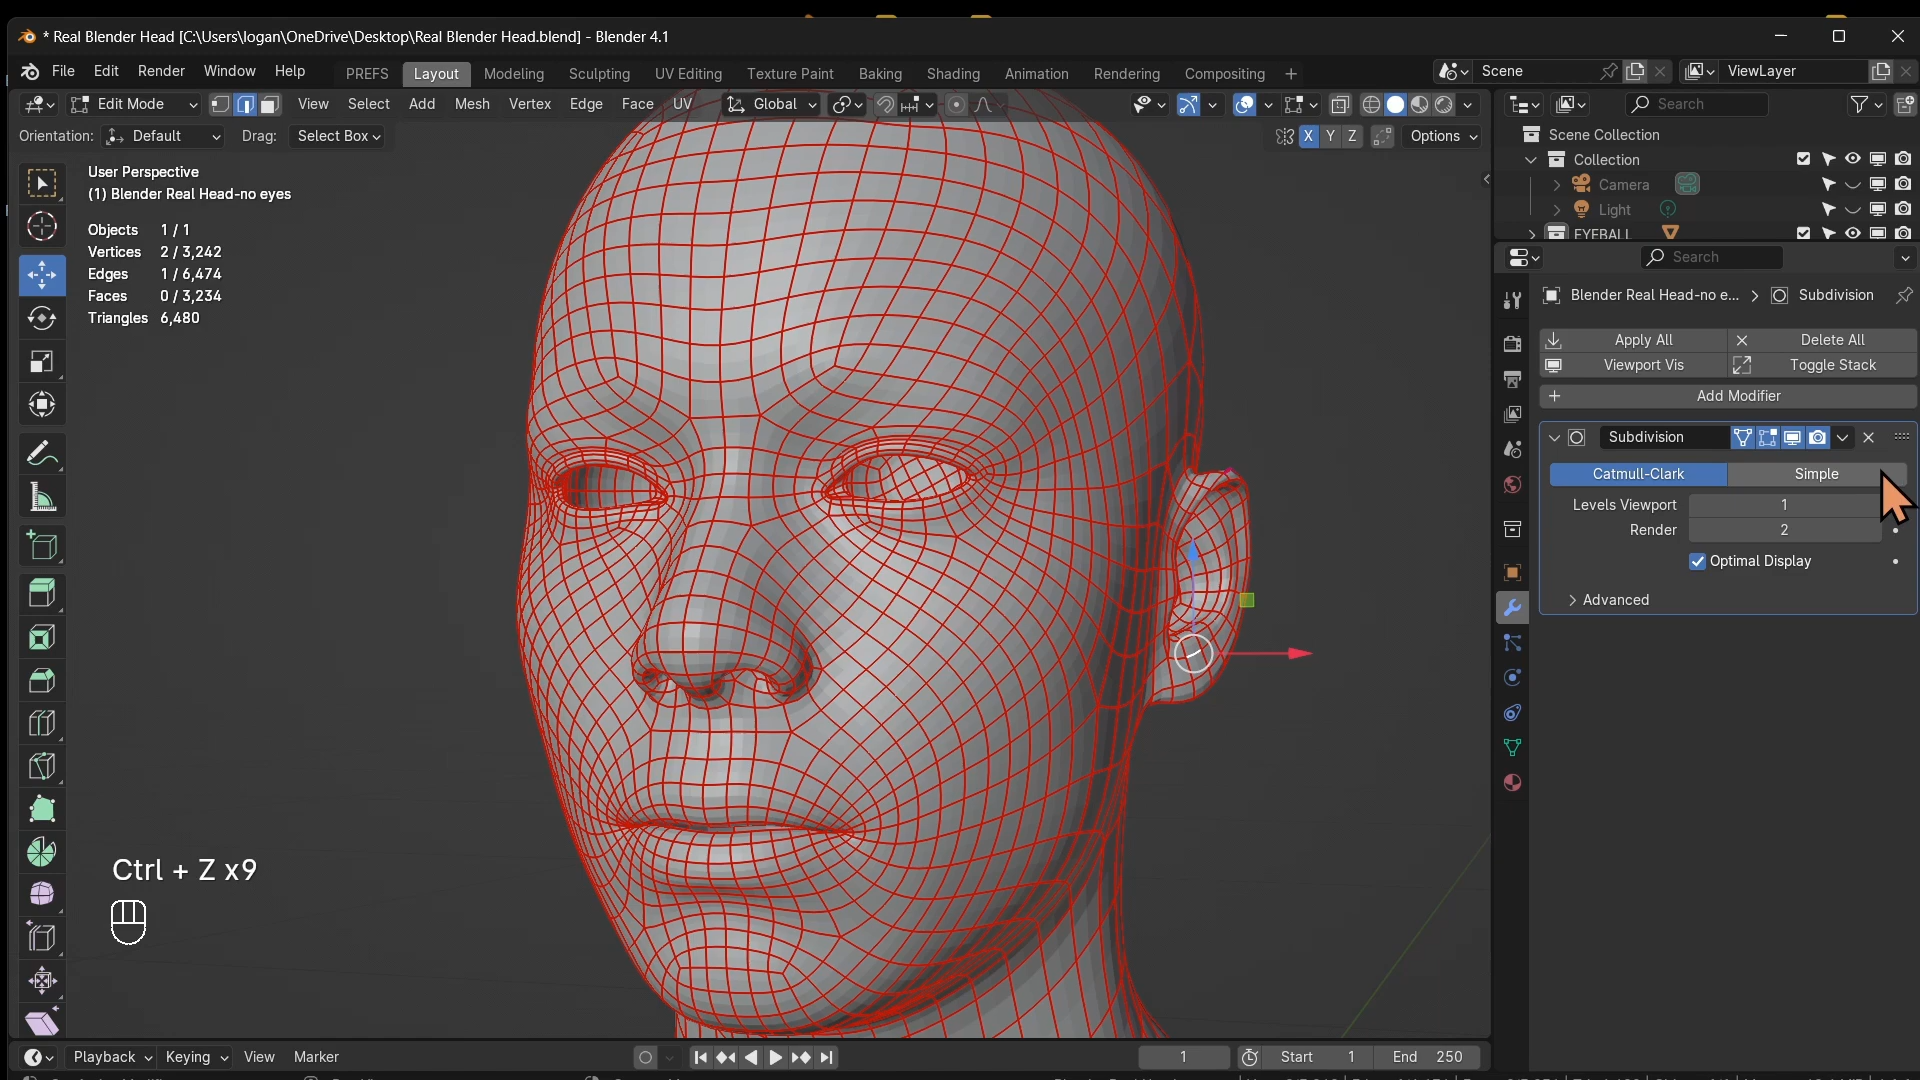 * Real Blender Head [C:\Users\logan\OneDrive\Desktop\Real Blender Head.blend] - Blender 4.1
File Edit Render Window Help PREFS Layout Modeling Sculpting UV Editing Texture Paint Baking Shading Animation Rendering Compositing + Scene ViewLayer
Edit Mode View Select Add Mesh Vertex Edge Face UV Global Search
Orientation: Default Drag: Select Box X Y Z Options
Scene Collection
Collection
Camera
Light
EYEBALL
User Perspective
(1) Blender Real Head-no eyes
Objects 1 / 1
Vertices 2 / 3,242
Edges 1 / 6,474
Faces 0 / 3,234
Triangles 6,480
Search
Blender Real Head-no e... > Subdivision
Apply All Delete All
Viewport Vis Toggle Stack
Add Modifier
Subdivision
Catmull-Clark Simple
Levels Viewport 1
Render 2
Optimal Display
Advanced
Ctrl + Z x9
Playback Keying View Marker 1 Start 1 End 250